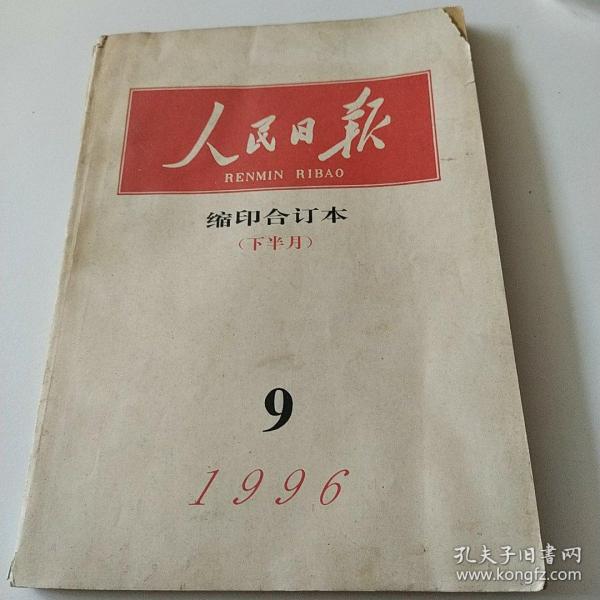 人民日报
RENMIN RIBAO
缩印合订本
(下半月)
9
1996
孔夫子旧书网
www.kongfz.com